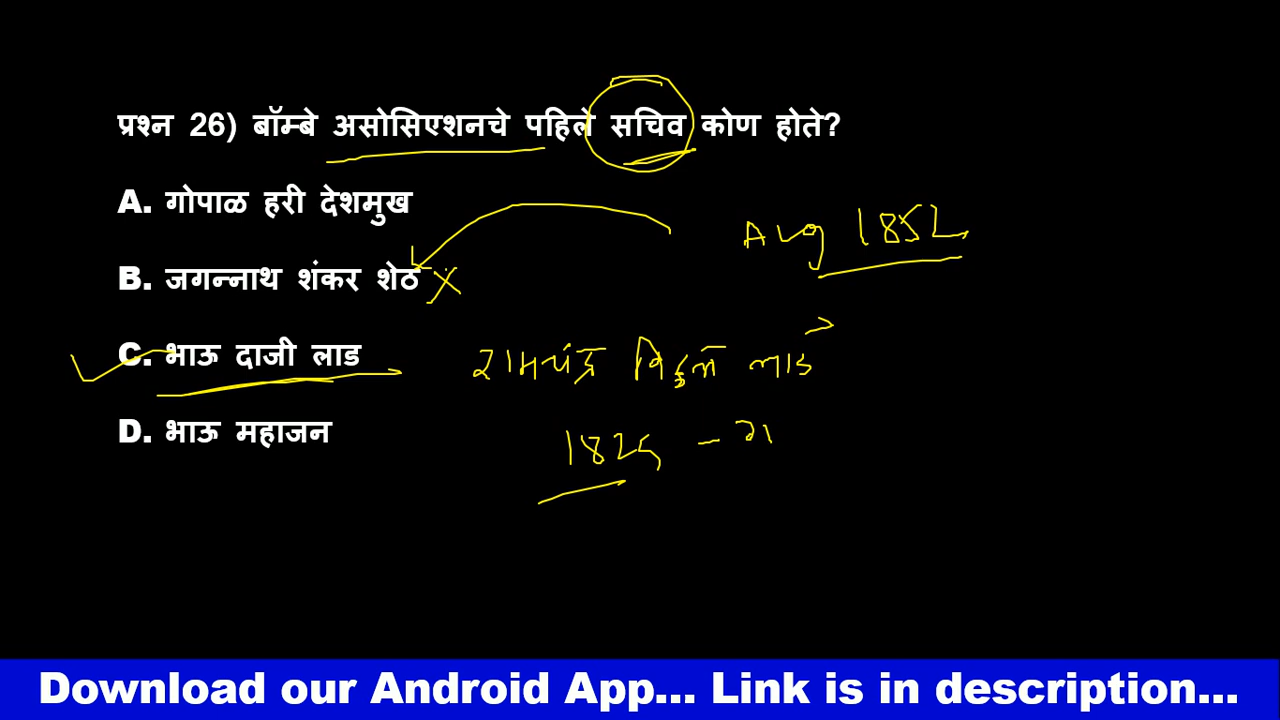 प्रश्न 26) बॉम्बे असोसिएशनचे पहिले सचिव कोण होते?
A. गोपाळ हरी देशमुख
Aug 1852
B. जगन्नाथ शंकर शेठ
C. भाऊ दाजी लाड
रामचंद्र विठ्ठल लाड
D. भाऊ महाजन
182
Download our Android App... Link is in description...